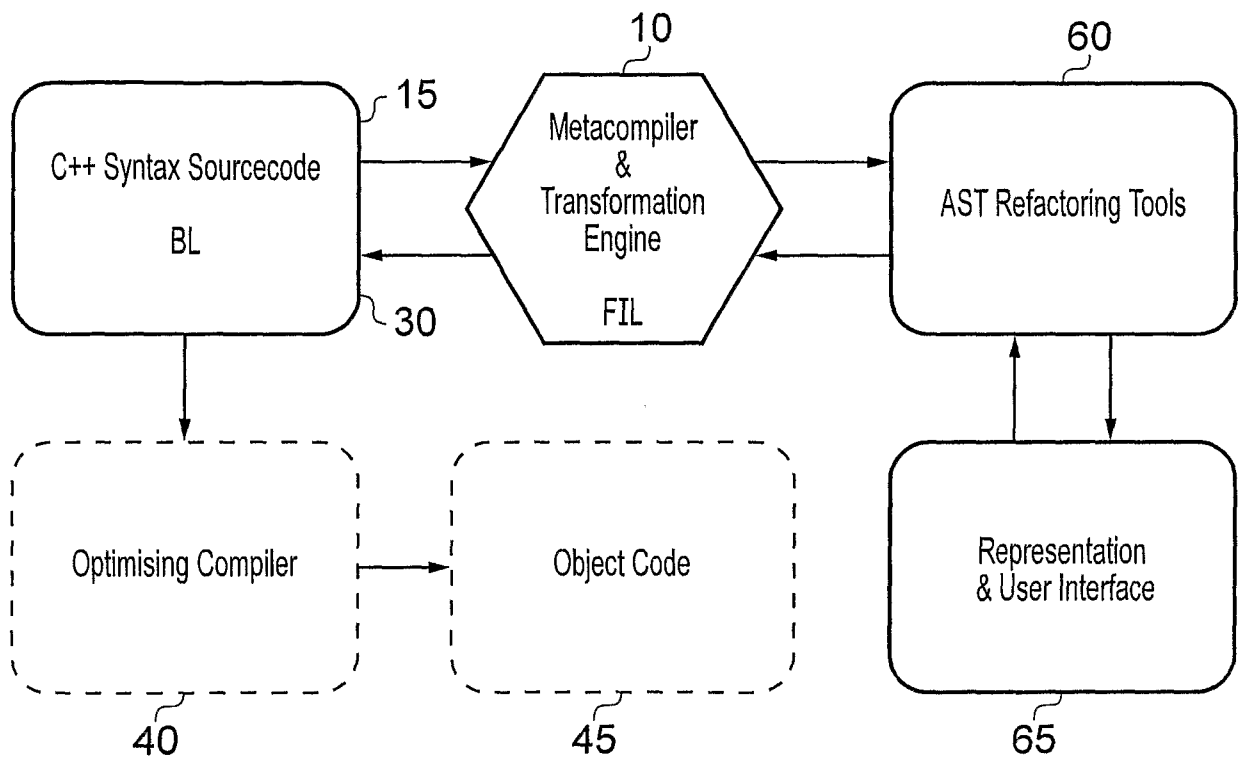 10
60
15
C++ Syntax Sourcecode
BL
30
Metacompiler
&
Transformation
Engine
FIL
AST Refactoring Tools
Optimising Compiler
Object Code
Representation
& User Interface
40
45
65